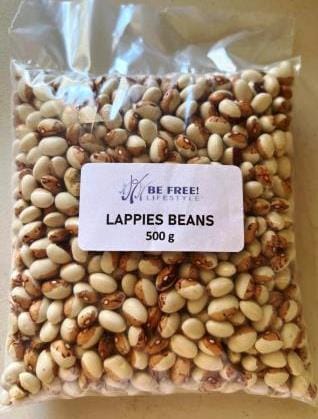 BE FREE!
LIFESTYLE
LAPPIES BEANS
500 g